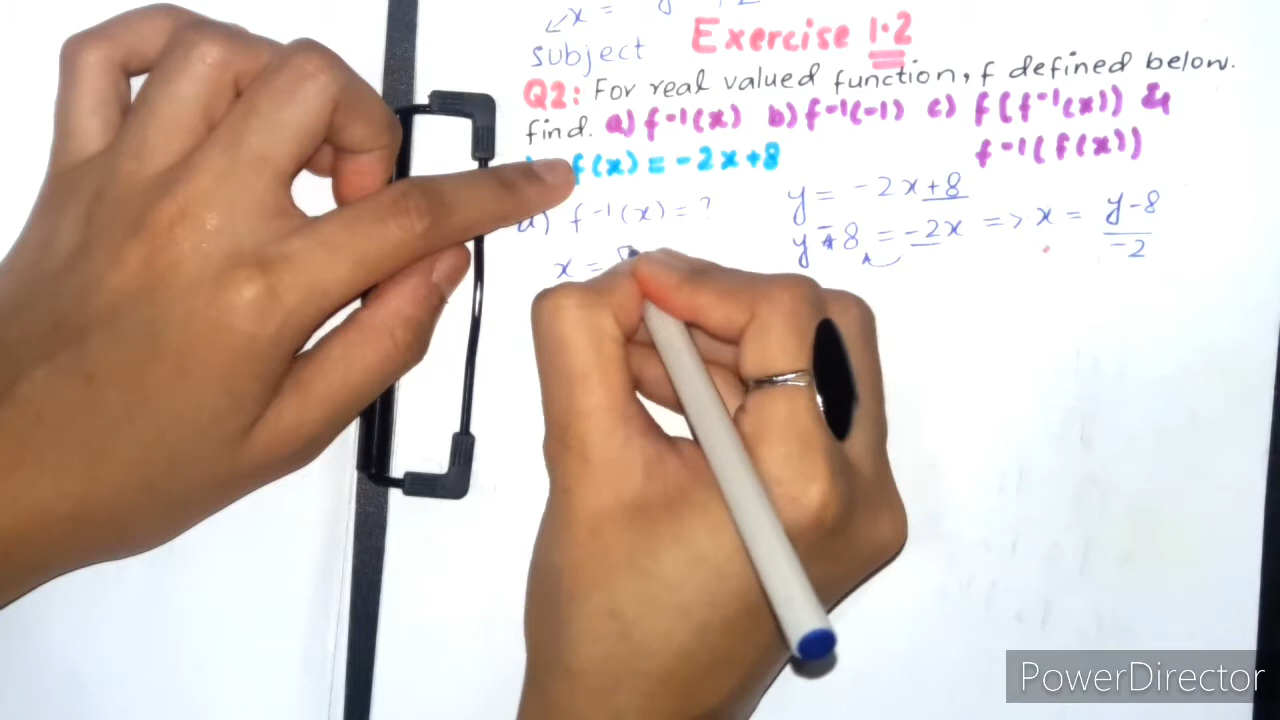 x = y
subject
Exercise 1.2
Q2: For real valued function, f defined below.
find. a) f⁻¹(x) b) f⁻¹(-1) c) f(f⁻¹(x)) &
f⁻¹(f(x))
f(x) = -2x+8
a) f⁻¹(x) = ?
y = -2x+8
y - 8 = -2x => x = y-8 / -2
x =
PowerDirector